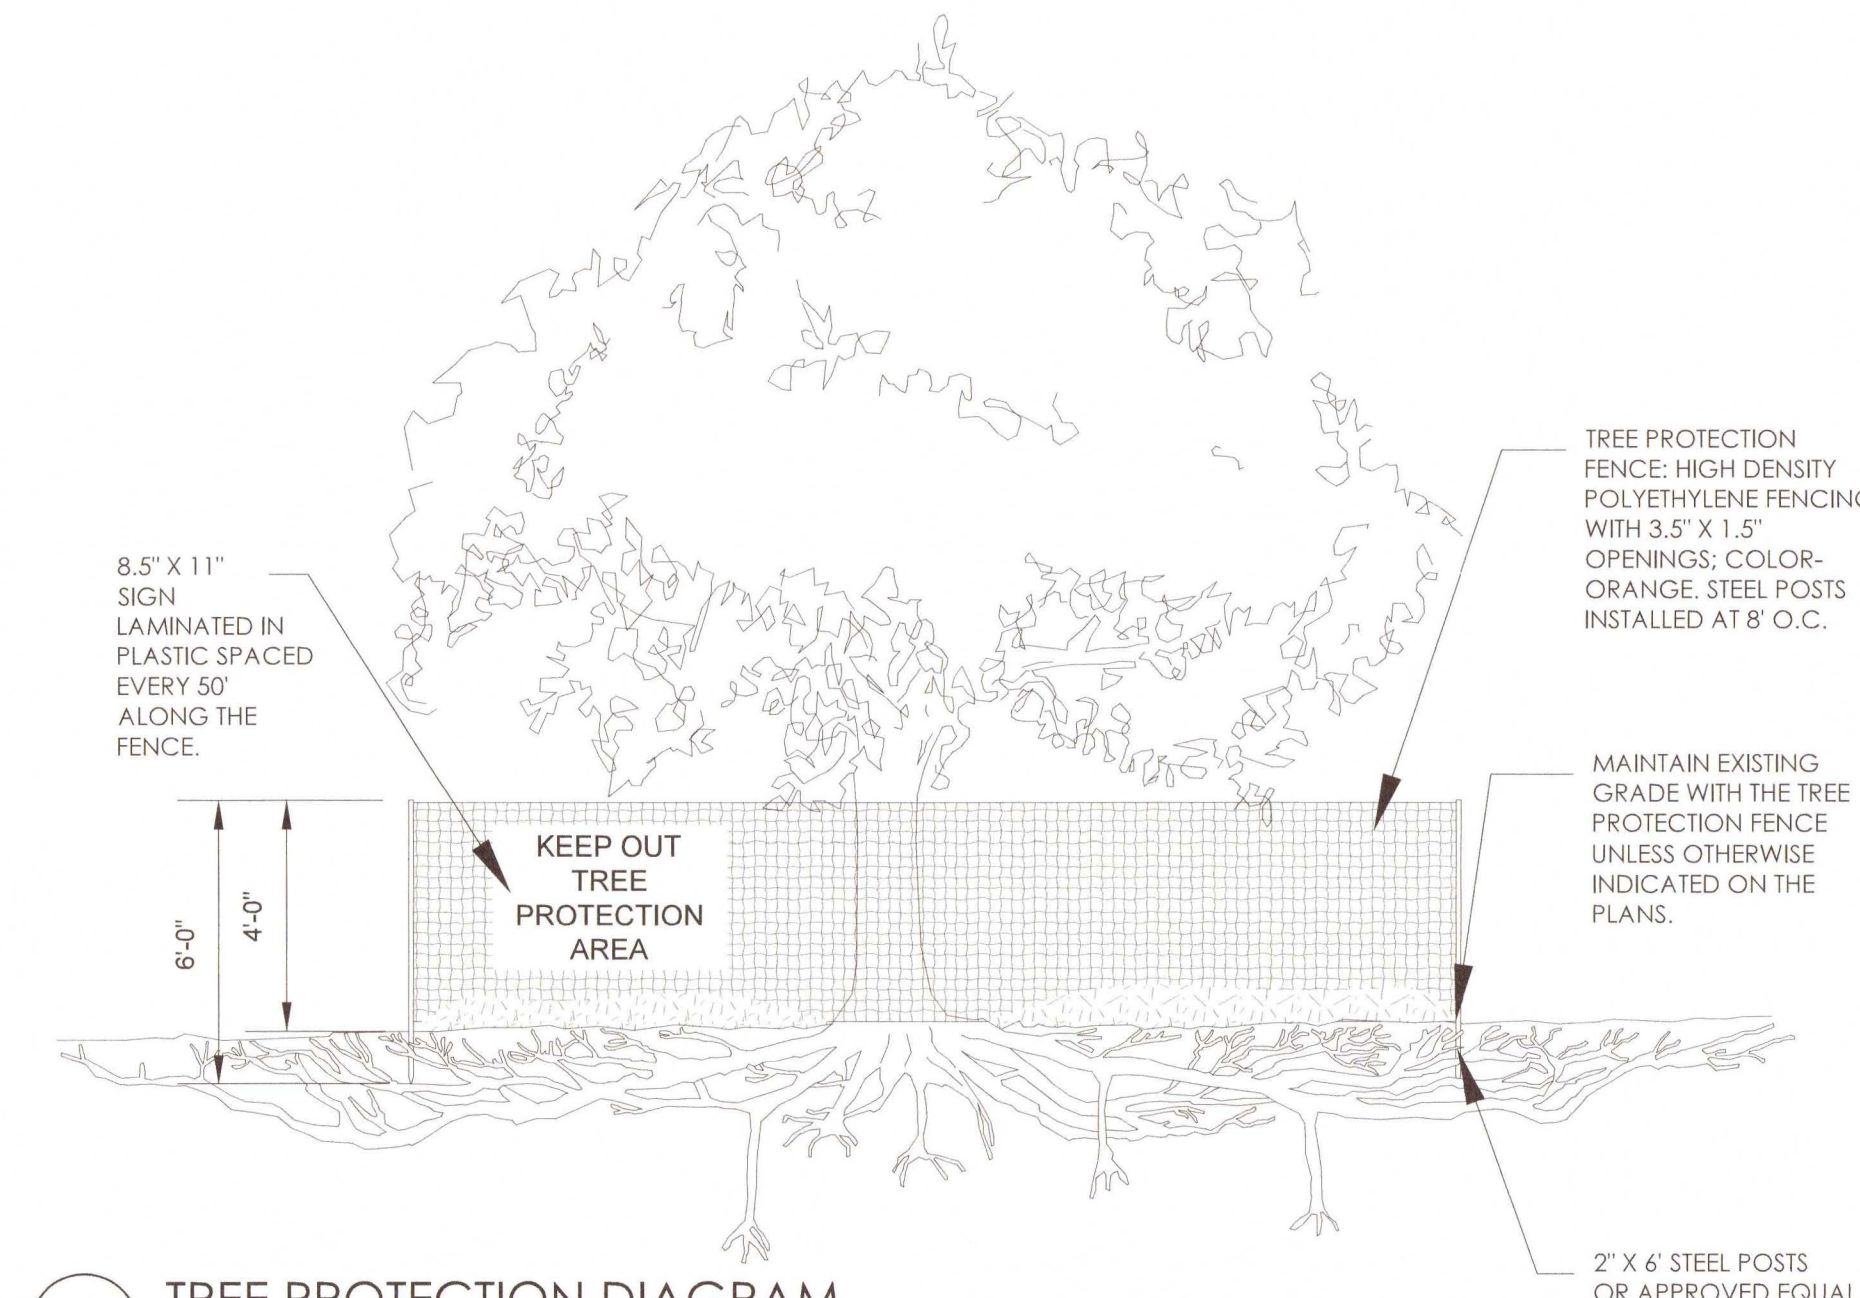 TREE PROTECTION
FENCE: HIGH DENSITY
POLYETHYLENE FENCING
WITH 3.5" X 1.5"
OPENINGS; COLOR-
ORANGE. STEEL POSTS
INSTALLED AT 8' O.C.
8.5" X 11"
SIGN
LAMINATED IN
PLASTIC SPACED
EVERY 50'
ALONG THE
FENCE.
MAINTAIN EXISTING
GRADE WITH THE TREE
PROTECTION FENCE
UNLESS OTHERWISE
INDICATED ON THE
PLANS.
KEEP OUT
TREE
PROTECTION
AREA
6'-0"
4'-0"
2" X 6' STEEL POSTS
OR APPROVED EQUAL
TREE PROTECTION DIAGRAM